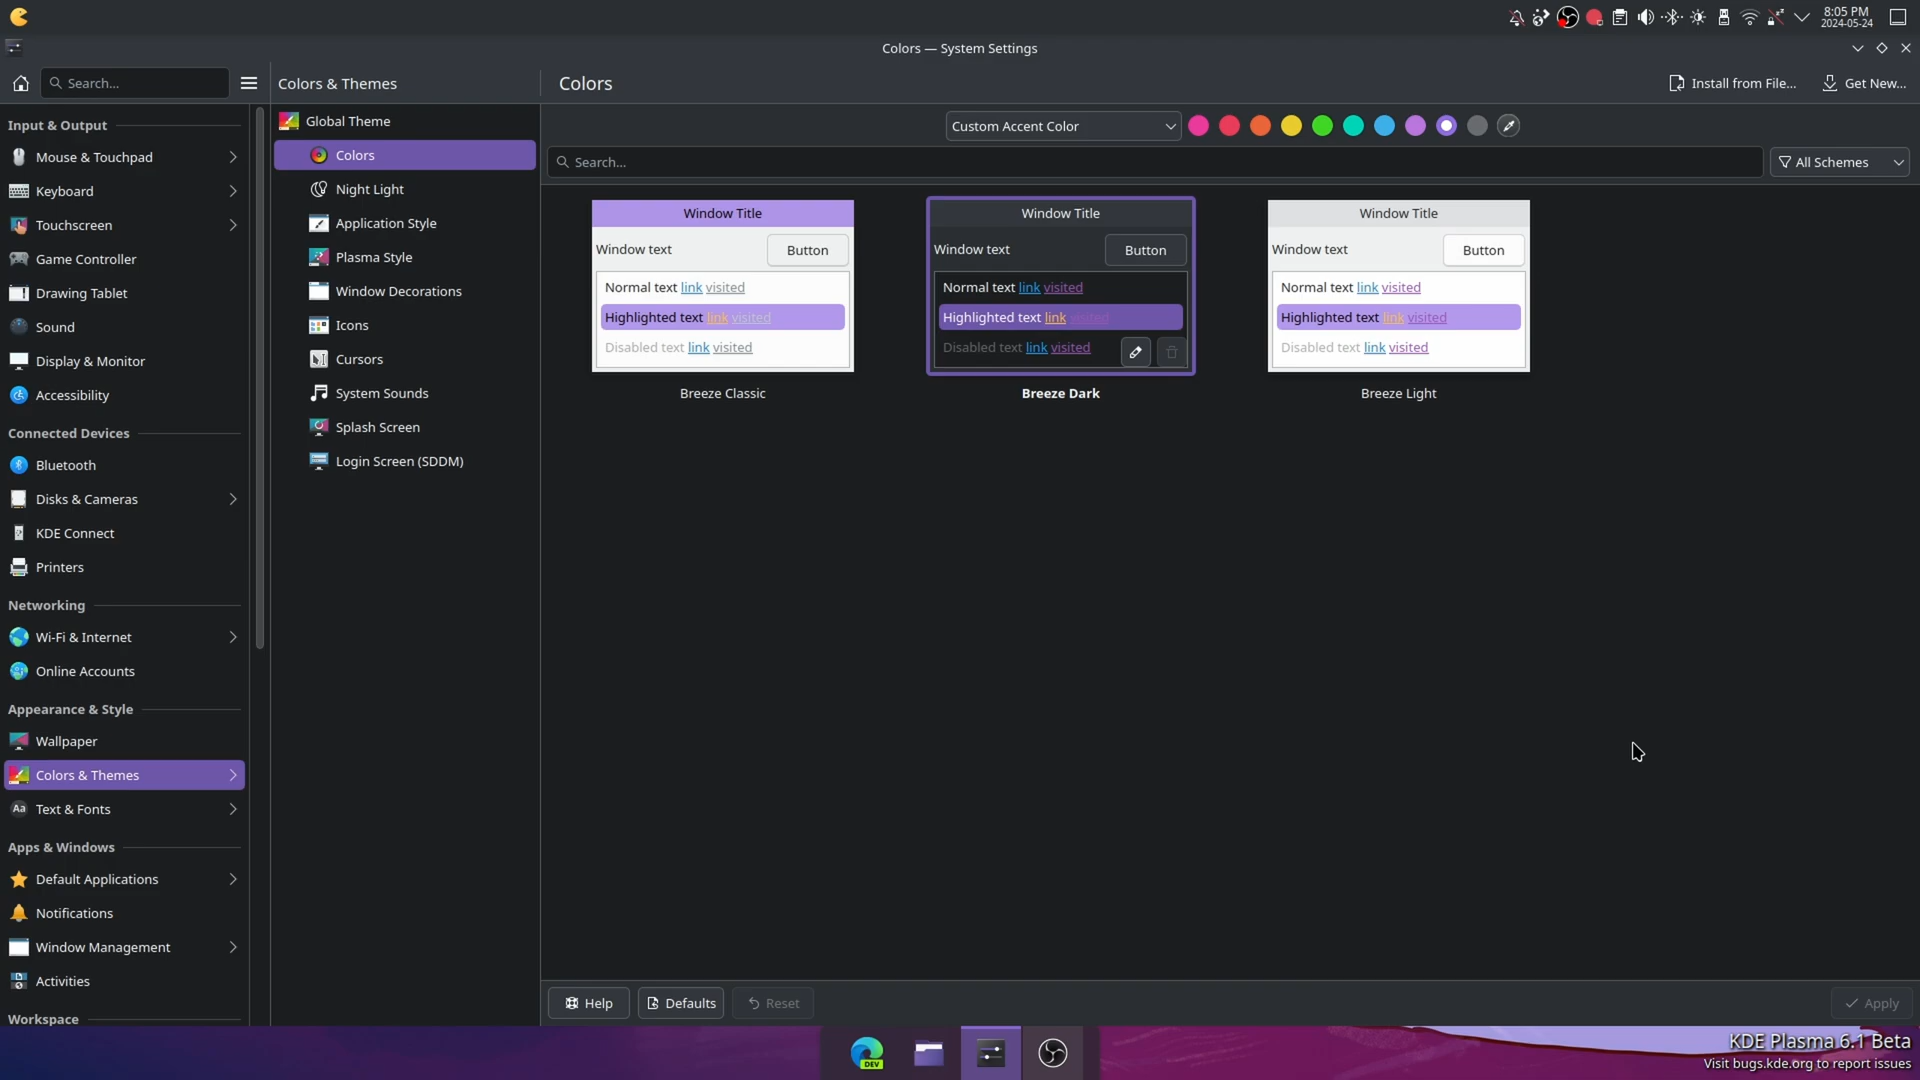 8:05 PM
2024-05-24
Colors — System Settings
Search...
Colors & Themes
Colors
Install from File...
Get New...
Input & Output
Mouse & Touchpad
Keyboard
Touchscreen
Game Controller
Drawing Tablet
Sound
Display & Monitor
Accessibility
Connected Devices
Bluetooth
Disks & Cameras
KDE Connect
Printers
Networking
Wi-Fi & Internet
Online Accounts
Appearance & Style
Wallpaper
Colors & Themes
Aa Text & Fonts
Apps & Windows
Default Applications
Notifications
Window Management
Activities
Workspace
Global Theme
Colors
Night Light
Application Style
Plasma Style
Window Decorations
Icons
Cursors
System Sounds
Splash Screen
Login Screen (SDDM)
Custom Accent Color
Search...
All Schemes
Window Title
Window text Button
Normal text link visited
Highlighted text link visited
Disabled text link visited
Breeze Classic
Window Title
Window text Button
Normal text link visited
Highlighted text link visited
Disabled text link visited
Breeze Dark
Window Title
Window text Button
Normal text link visited
Highlighted text link visited
Disabled text link visited
Breeze Light
Help
Defaults
Reset
Apply
DEV
KDE Plasma 6.1 Beta
Visit bugs.kde.org to report issues